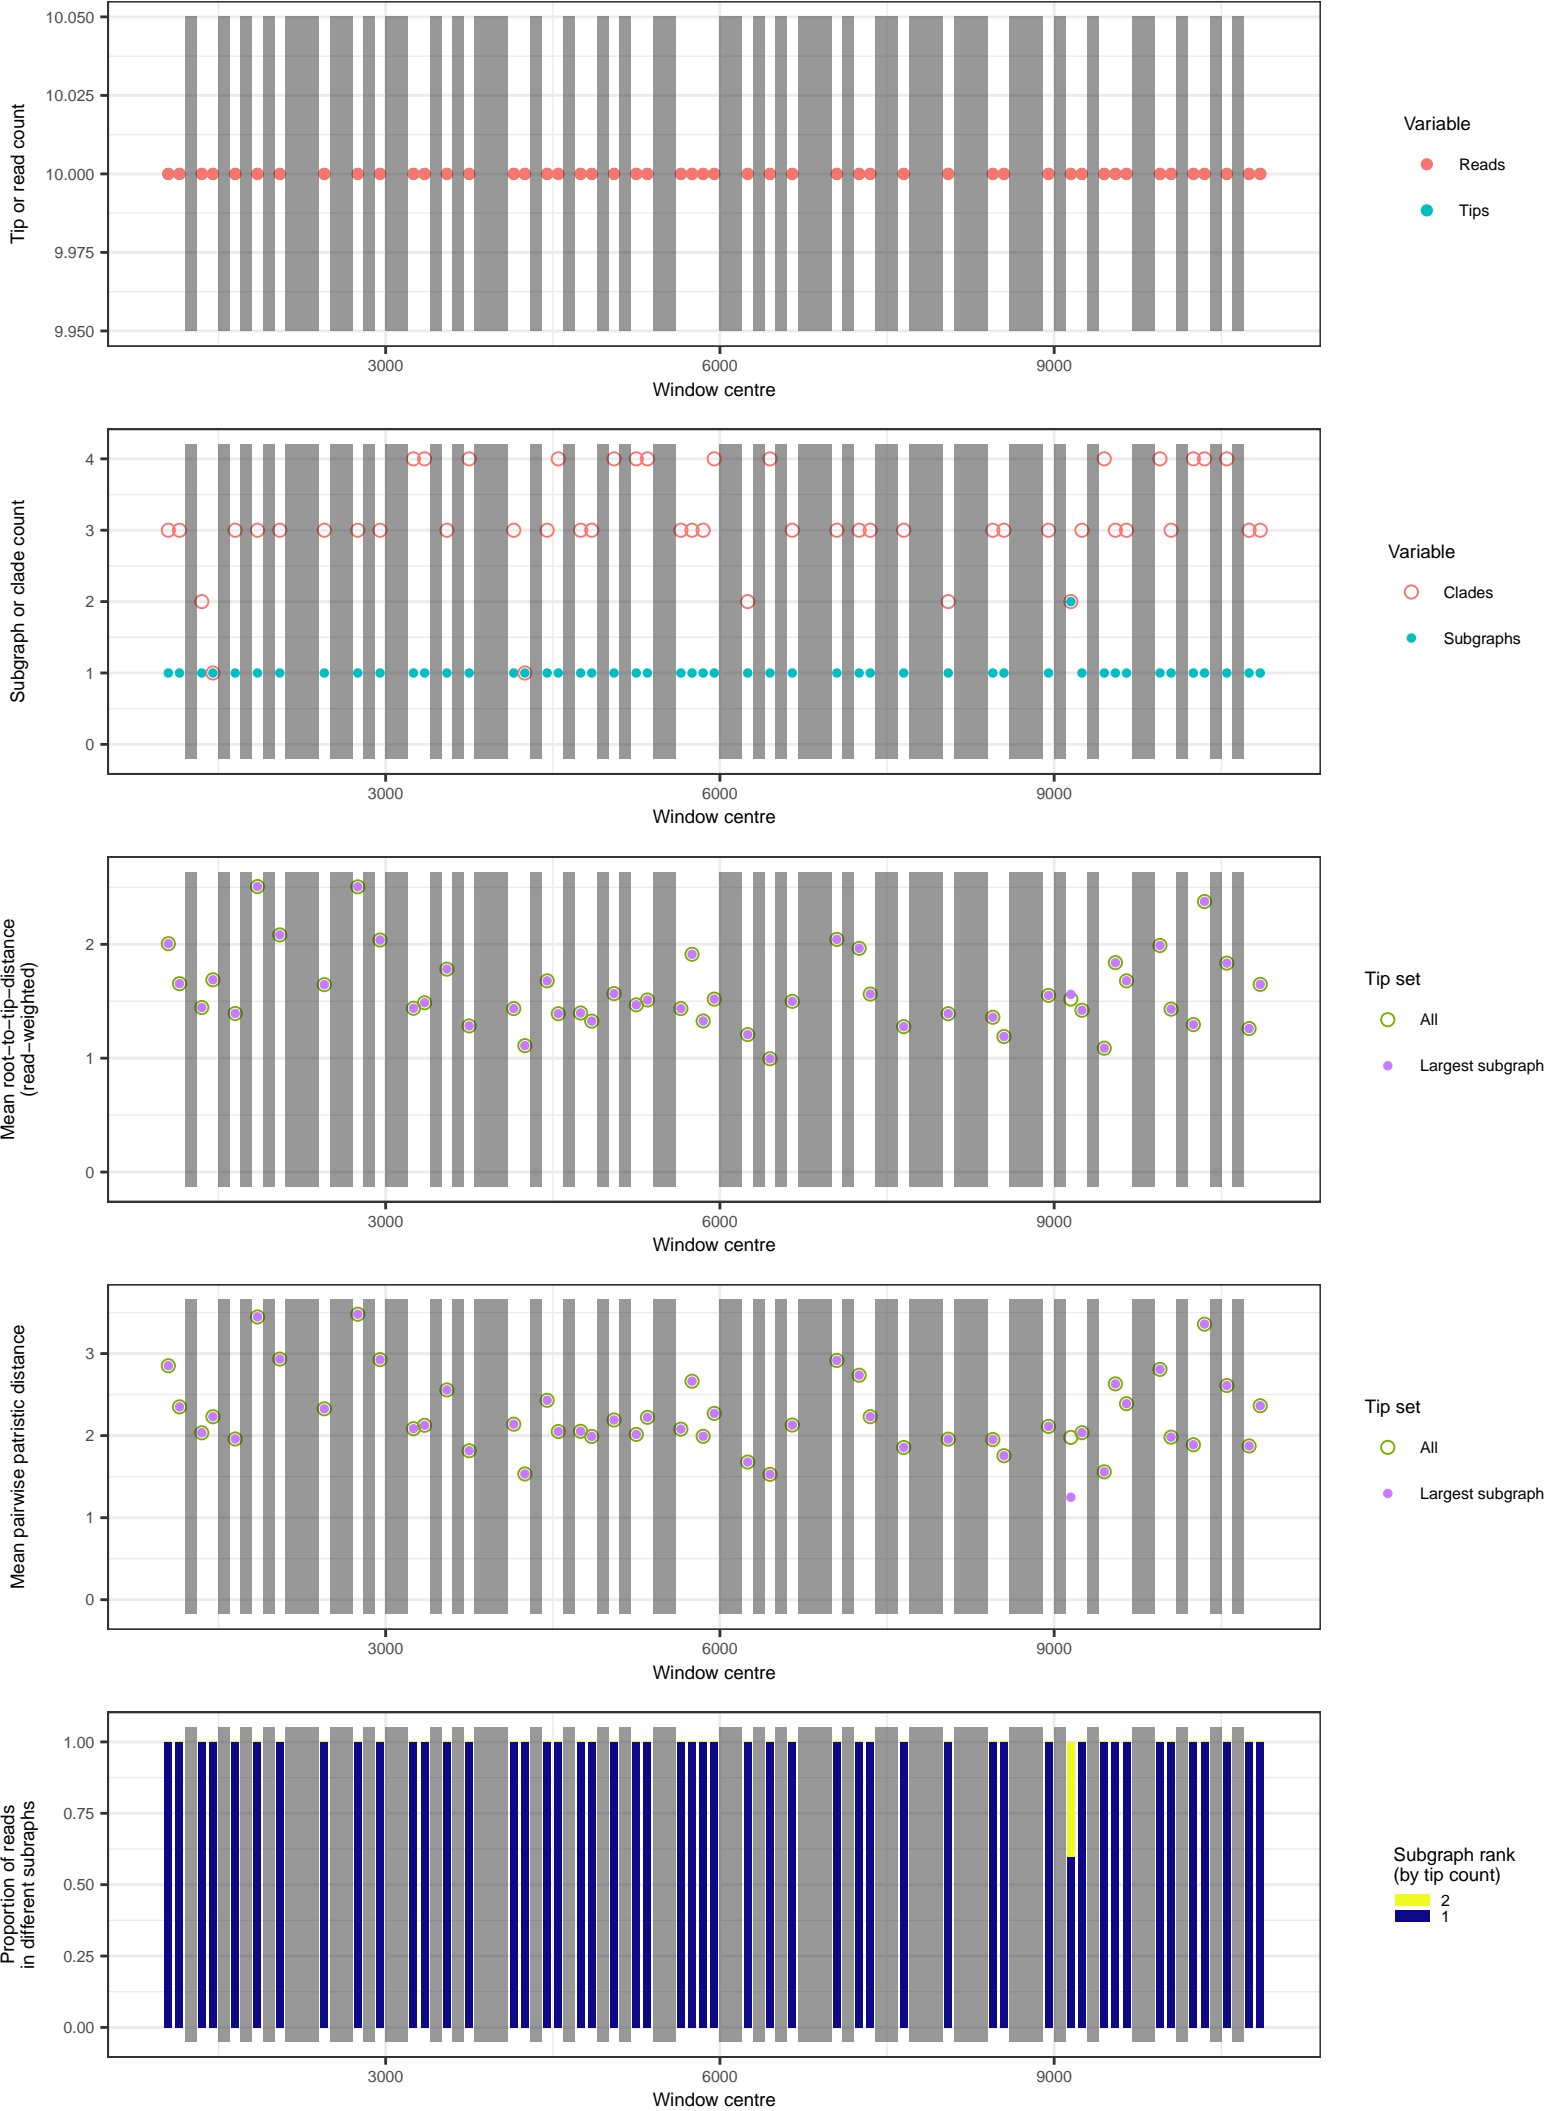 10.050
10.025
10.000
9.975
9.950
Tip or read count
3000
6000
9000
Window centre
Variable
Reads
Tips
4
3
2
1
0
Subgraph or clade count
3000
6000
9000
Window centre
Variable
Clades
Subgraphs
2
1
0
Mean root−to−tip−distance
(read−weighted)
3000
6000
9000
Window centre
Tip set
All
Largest subgraph
3
2
1
0
Mean pairwise patristic distance
3000
6000
9000
Window centre
Tip set
All
Largest subgraph
1.00
0.75
0.50
0.25
0.00
Proportion of reads
in different subraphs
3000
6000
9000
Window centre
Subgraph rank
(by tip count)
2
1